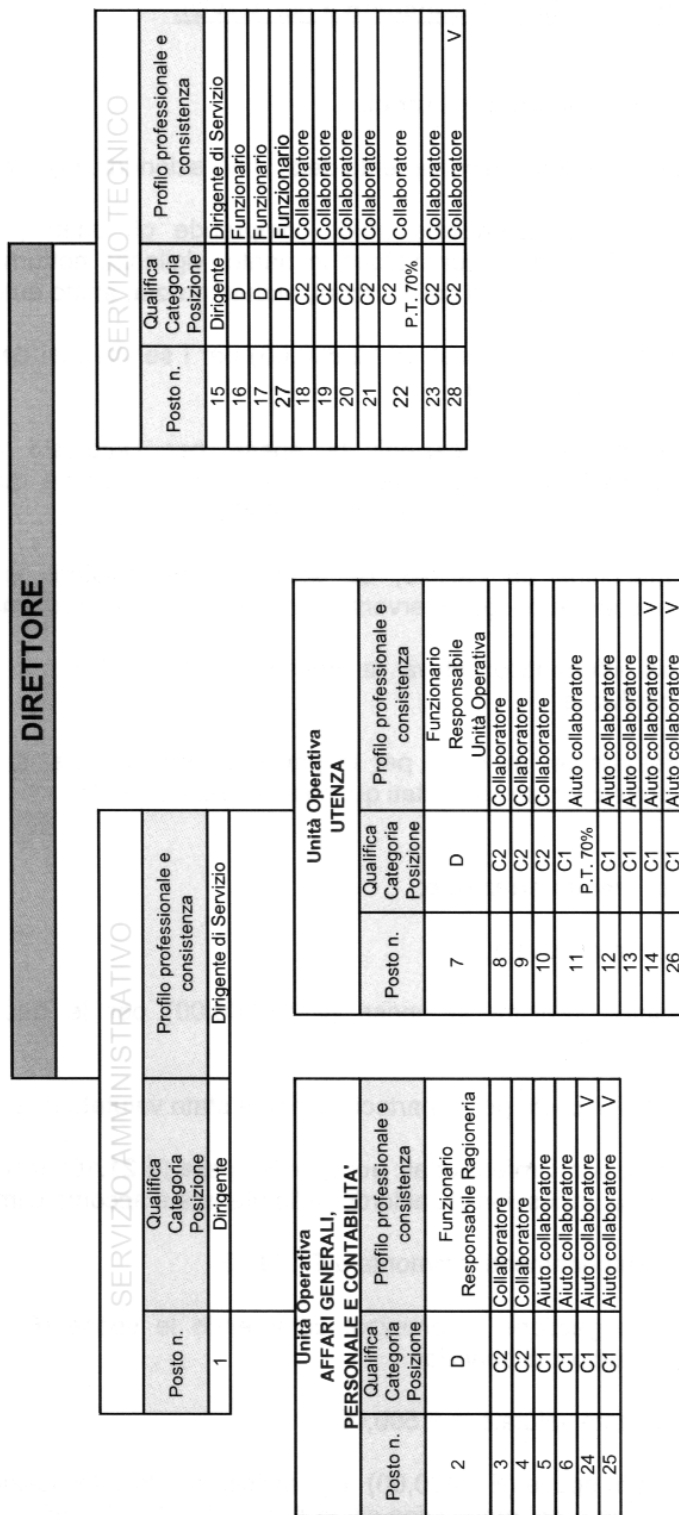 DIRETTORE
SERVIZIO AMMINISTRATIVO
Posto n.
Qualifica
Categoria
Posizione
Profilo professionale e
consistenza
1 Dirigente Dirigente di Servizio
Unità Operativa
AFFARI GENERALI,
PERSONALE E CONTABILITA'
Posto n.
Qualifica
Categoria
Posizione
Profilo professionale e
consistenza
2 D Funzionario
Responsabile Ragioneria
3 C2 Collaboratore
4 C2 Collaboratore
5 C1 Aiuto collaboratore
6 C1 Aiuto collaboratore
24 C1 Aiuto collaboratore V
25 C1 Aiuto collaboratore V
Unità Operativa
UTENZA
Posto n.
Qualifica
Categoria
Posizione
Profilo professionale e
consistenza
7 D Funzionario
Responsabile
Unità Operativa
8 C2 Collaboratore
9 C2 Collaboratore
10 C2 Collaboratore
11 C1 Aiuto collaboratore
P.T. 70%
12 C1 Aiuto collaboratore
13 C1 Aiuto collaboratore
14 C1 Aiuto collaboratore V
26 C1 Aiuto collaboratore V
SERVIZIO TECNICO
Posto n.
Qualifica
Categoria
Posizione
Profilo professionale e
consistenza
15 Dirigente Dirigente di Servizio
16 D Funzionario
17 D Funzionario
27 D Funzionario
18 C2 Collaboratore
19 C2 Collaboratore
20 C2 Collaboratore
21 C2 Collaboratore
22 C2 Collaboratore
P.T. 70%
23 C2 Collaboratore
28 C2 Collaboratore V